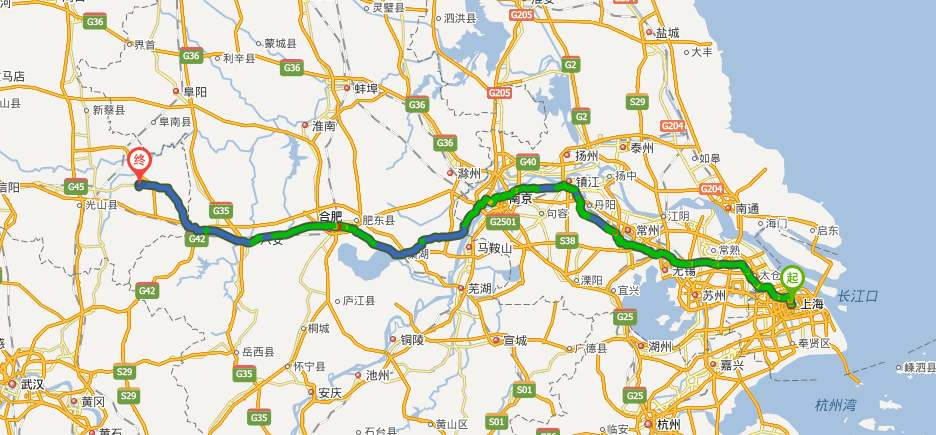 灵璧县
泗洪县
G205
盐城
G36
界首
蒙城县
大丰
利辛县
G36
G2
G36
阜阳
蚌埠
G205
S29
新蔡县
G36
阜南县
淮南
G2
G204
G36
泰州
终
扬州
如皋
G40
滁州
镇江
扬中
信阳
G45
G204
光山县
G35
南京
丹阳
南通
合肥
肥东县
句容
江阴
海门
G2501
启东
G42
常州
S38
马鞍山
常熟
巢湖
无锡
太仓
起
溧阳
G42
芜湖
宜兴
苏州
长江口
庐江县
上海
G25
桐城
铜陵
宣城
湖州
奉贤区
岳西县
广德县
嘉兴
怀宁县
嵊泗县
S29
G35
池州
武汉
S01
安庆
G25
S29
黄冈
杭州湾
G35
S01
黄山区
杭州
石台县
临安
黄石